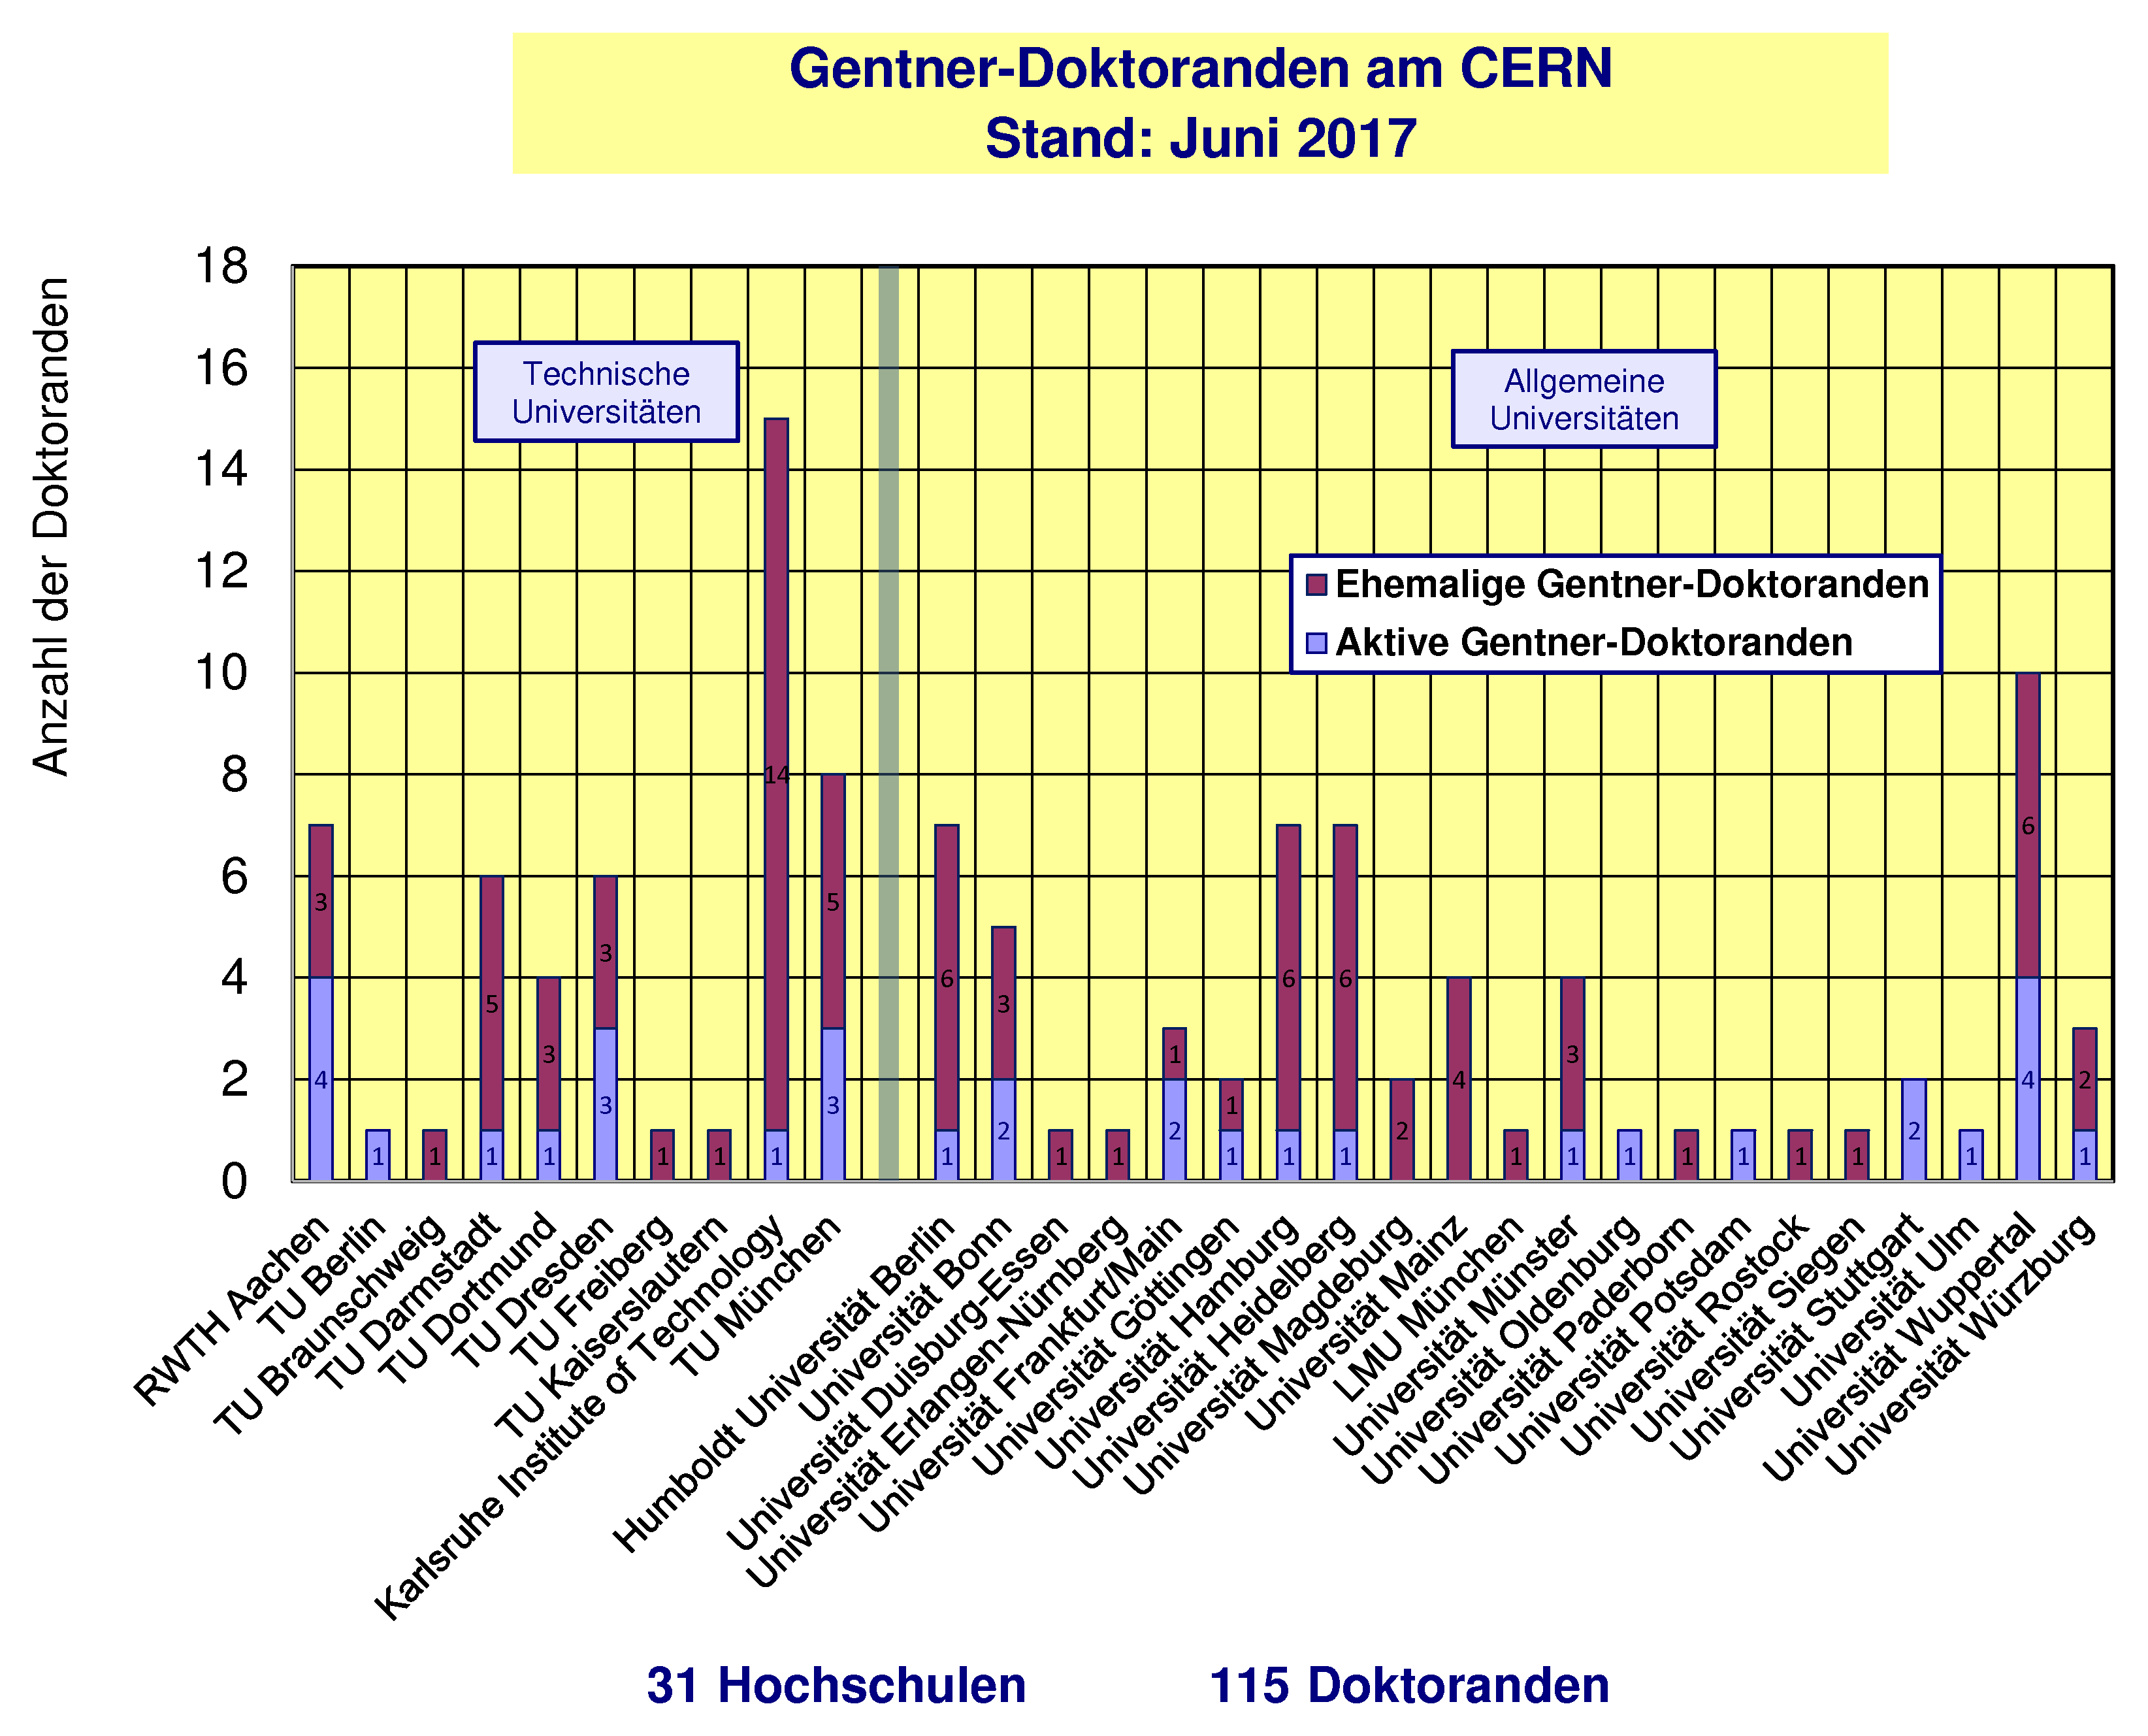 Gentner-Doktoranden am CERN
Stand: Juni 2017
Anzahl der Doktoranden
18
16
14
12
10
8
6
4
2
0
Technische
Universitäten
Allgemeine
Universitäten
Ehemalige Gentner-Doktoranden
Aktive Gentner-Doktoranden
3
4
1
1
5
1
3
1
3
3
1
1
14
1
5
3
6
1
3
2
1
1
1
2
1
1
6
1
6
1
2
4
1
3
1
1
1
1
1
1
2
1
6
4
2
1
RWTH Aachen
TU Berlin
TU Braunschweig
TU Darmstadt
TU Dortmund
TU Dresden
TU Freiberg
TU Kaiserslautern
Karlsruhe Institute of Technology
TU München
Humboldt Universität Berlin
Universität Bonn
Universität Duisburg-Essen
Universität Erlangen-Nürnberg
Universität Frankfurt/Main
Universität Göttingen
Universität Hamburg
Universität Heidelberg
Universität Magdeburg
Universität Mainz
LMU München
Universität Münster
Universität Oldenburg
Universität Paderborn
Universität Potsdam
Universität Rostock
Universität Siegen
Universität Stuttgart
Universität Ulm
Universität Wuppertal
Universität Würzburg
31 Hochschulen
115 Doktoranden